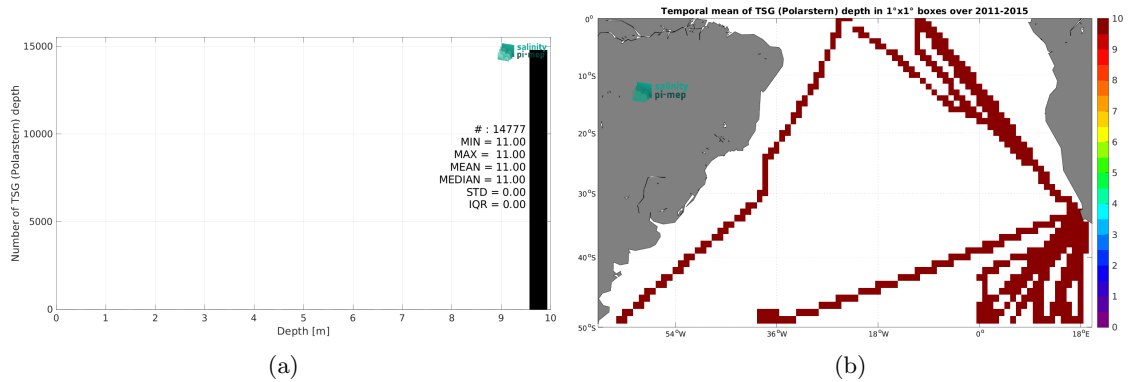 15000
10000
5000
0
Number of TSG (Polarstern) depth
salinity
pi-mep
# : 14777
MIN = 11.00
MAX = 11.00
MEAN = 11.00
MEDIAN = 11.00
STD = 0.00
IQR = 0.00
0 1 2 3 4 5 6 7 8 9 10
Depth [m]
(a)
Temporal mean of TSG (Polarstern) depth in 1°x1° boxes over 2011-2015
0°
10°S
20°S
30°S
40°S
50°S
salinity
pi-mep
54°W 36°W 18°W 0° 18°E
10
9
8
7
6
5
4
3
2
1
0
(b)